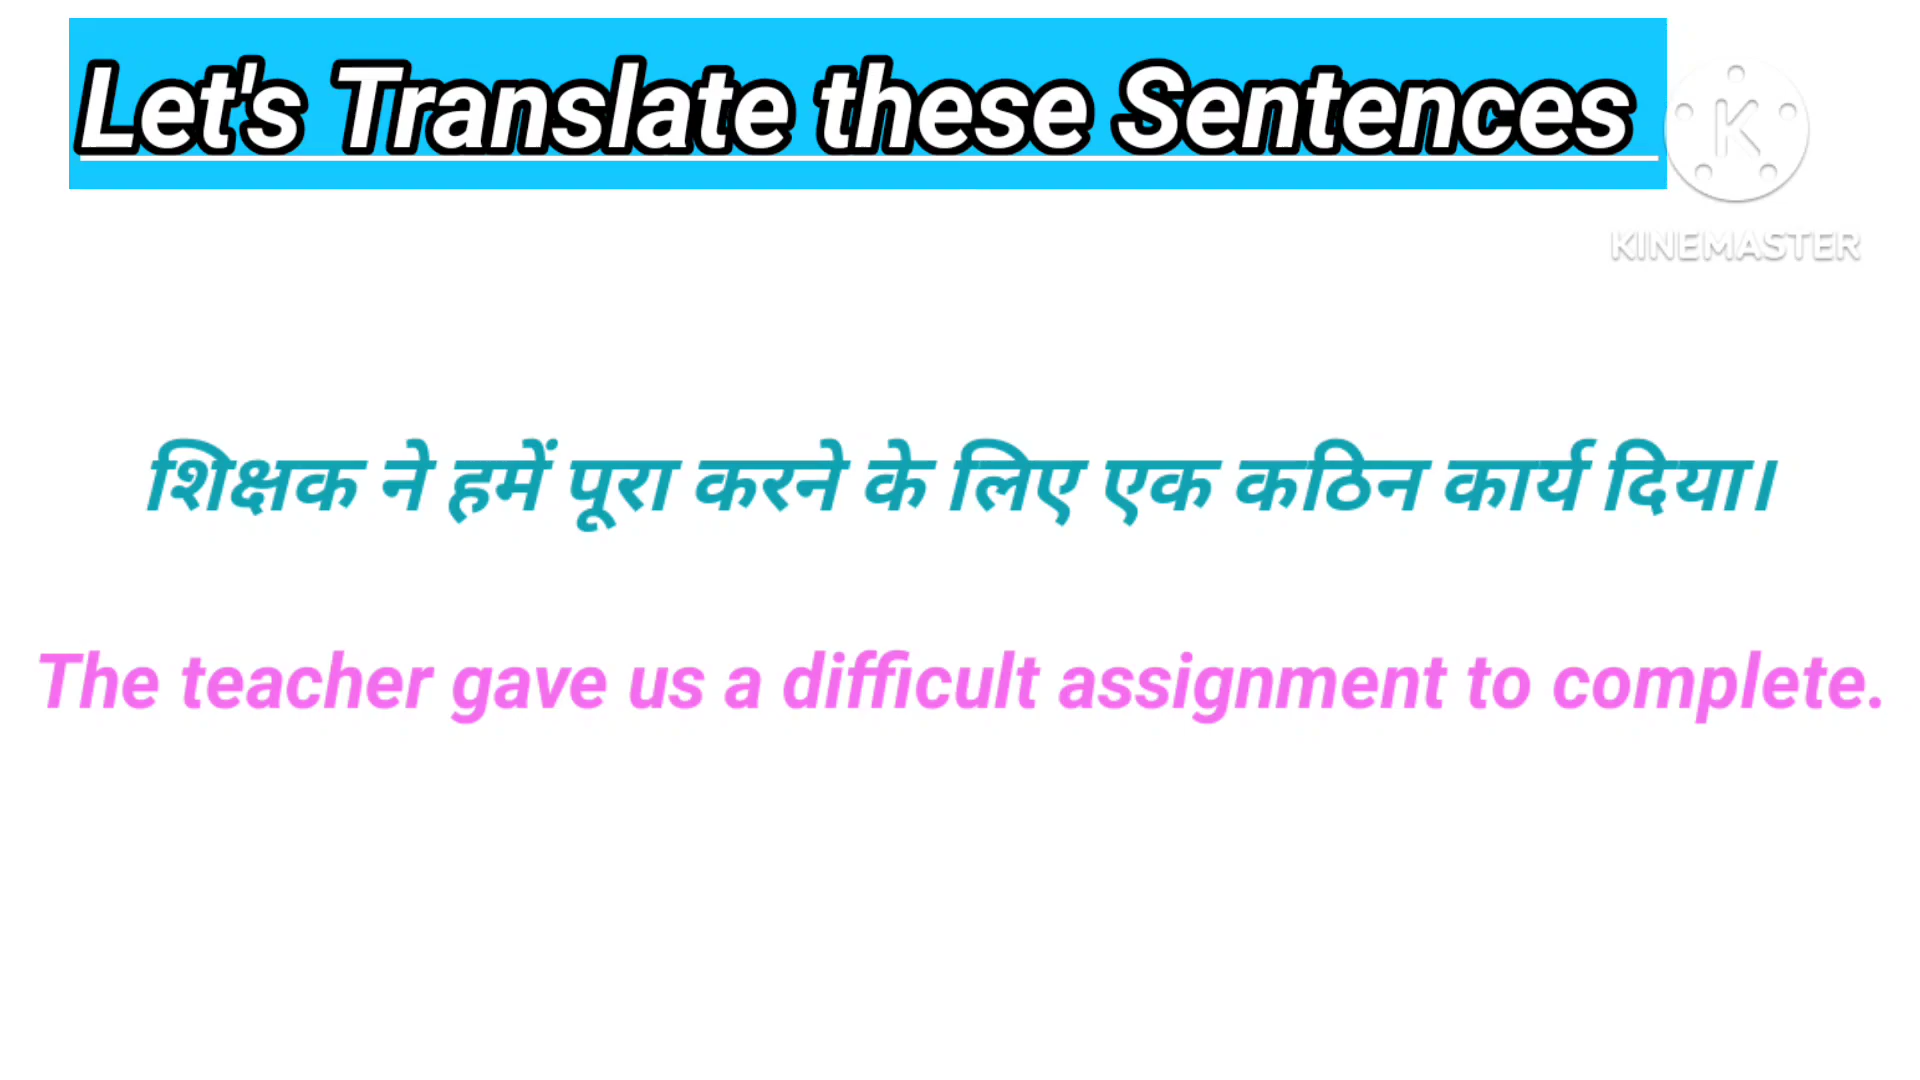 Let's Translate these Sentences
K
KINEMASTER
शिक्षक ने हमें पूरा करने के लिए एक कठिन कार्य दिया।
The teacher gave us a difficult assignment to complete.